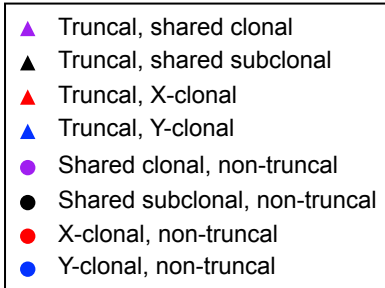 Truncal, shared clonal
Truncal, shared subclonal
Truncal, X-clonal
Truncal, Y-clonal
Shared clonal, non-truncal
Shared subclonal, non-truncal
X-clonal, non-truncal
Y-clonal, non-truncal